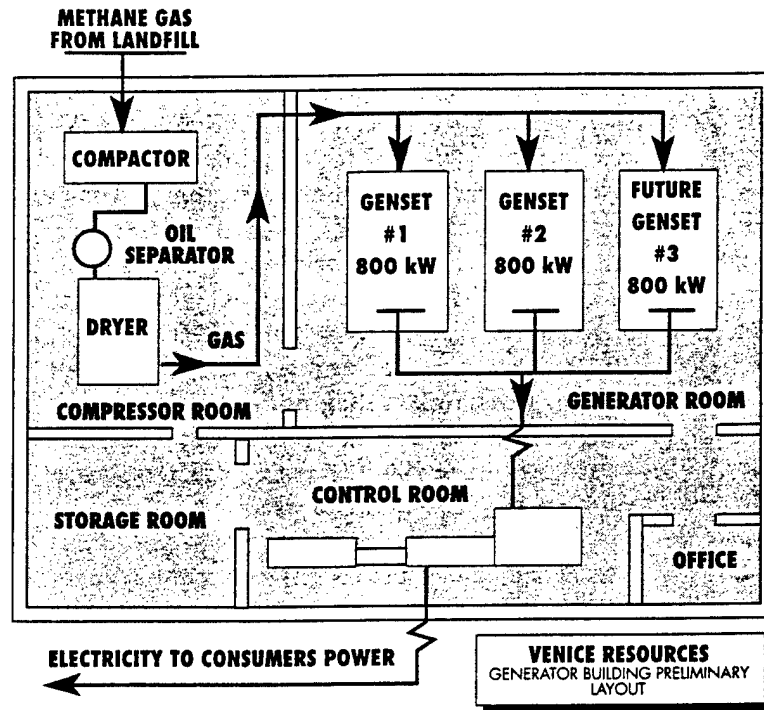 METHANE GAS
FROM LANDFILL
COMPACTOR
OIL
SEPARATOR
DRYER
GAS
COMPRESSOR ROOM
GENSET
#1
800 kW
GENSET
#2
800 kW
FUTURE
GENSET
#3
800 kW
GENERATOR ROOM
STORAGE ROOM
CONTROL ROOM
OFFICE
ELECTRICITY TO CONSUMERS POWER
VENICE RESOURCES
GENERATOR BUILDING PRELIMINARY
LAYOUT